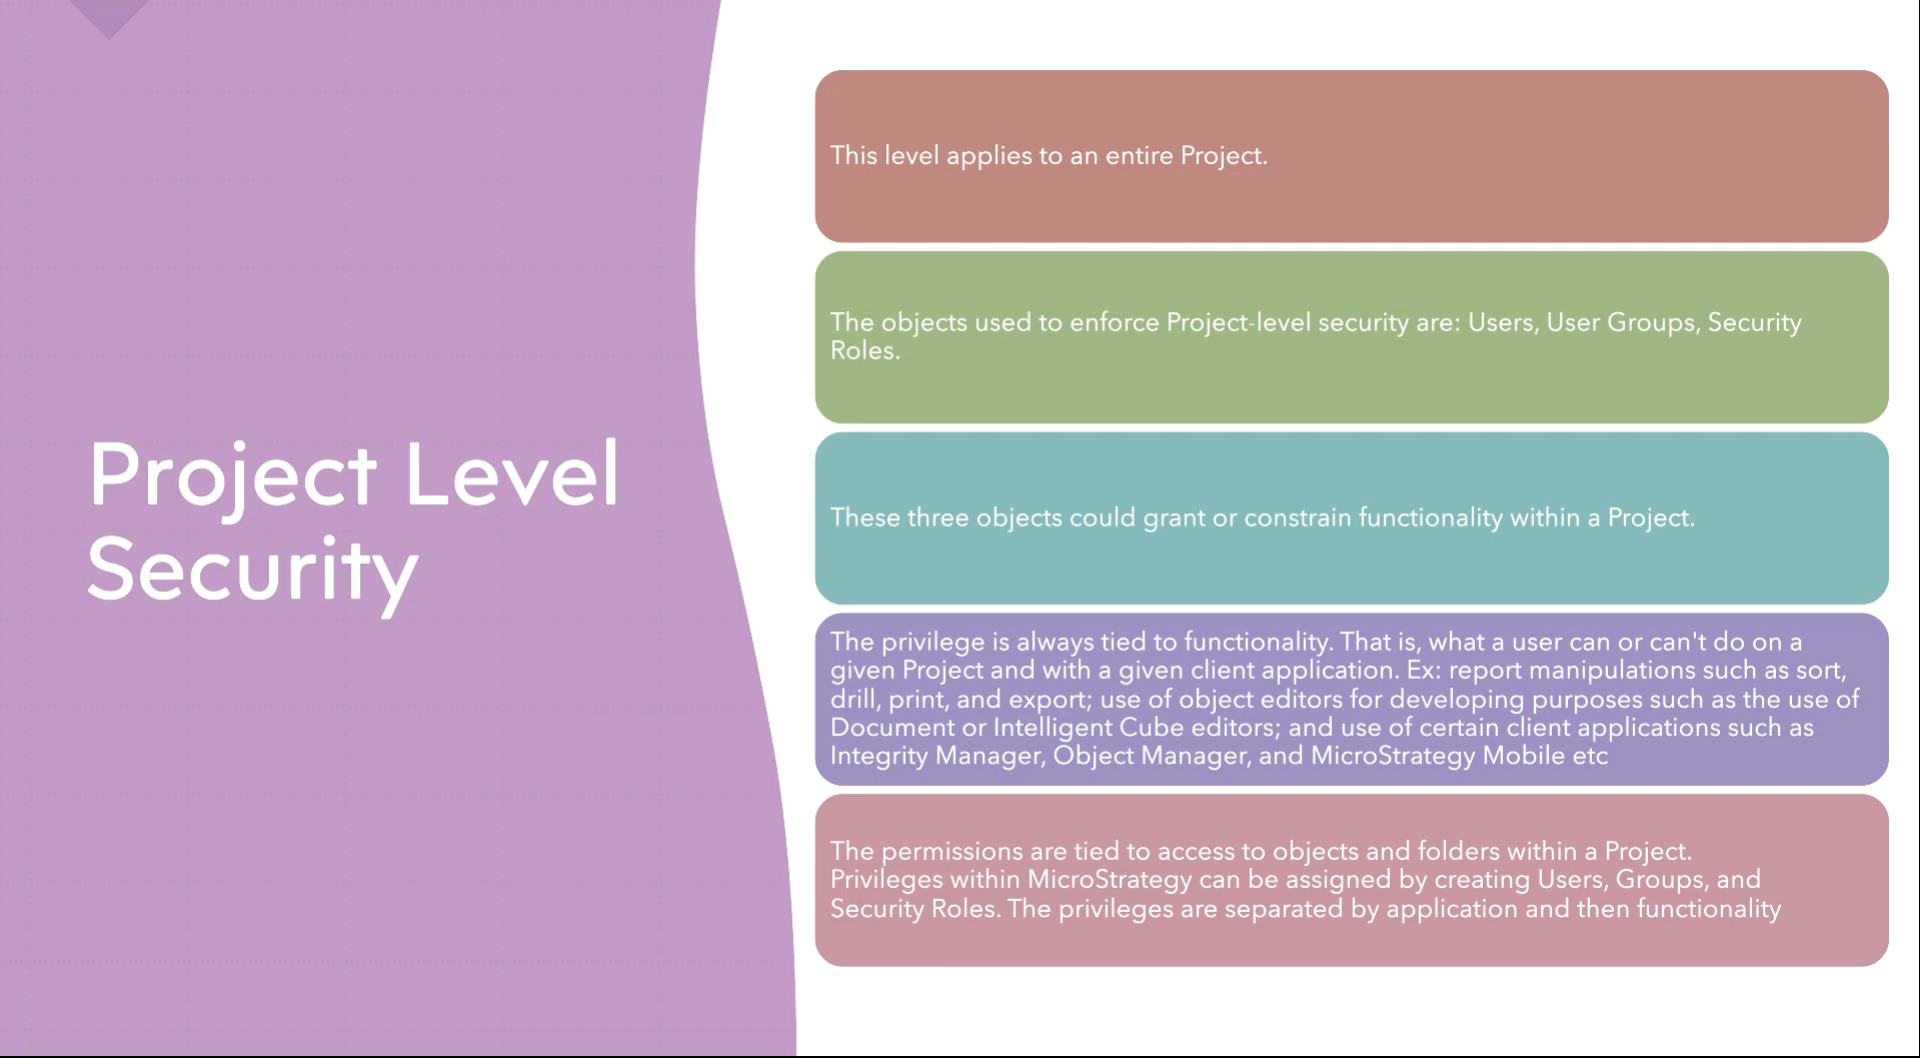 Project Level
Security
This level applies to an entire Project.
The objects used to enforce Project-level security are: Users, User Groups, Security
Roles.
These three objects could grant or constrain functionality within a Project.
The privilege is always tied to functionality. That is, what a user can or can't do on a
given Project and with a given client application. Ex: report manipulations such as sort,
drill, print, and export; use of object editors for developing purposes such as the use of
Document or Intelligent Cube editors; and use of certain client applications such as
Integrity Manager, Object Manager, and MicroStrategy Mobile etc
The permissions are tied to access to objects and folders within a Project.
Privileges within MicroStrategy can be assigned by creating Users, Groups, and
Security Roles. The privileges are separated by application and then functionality